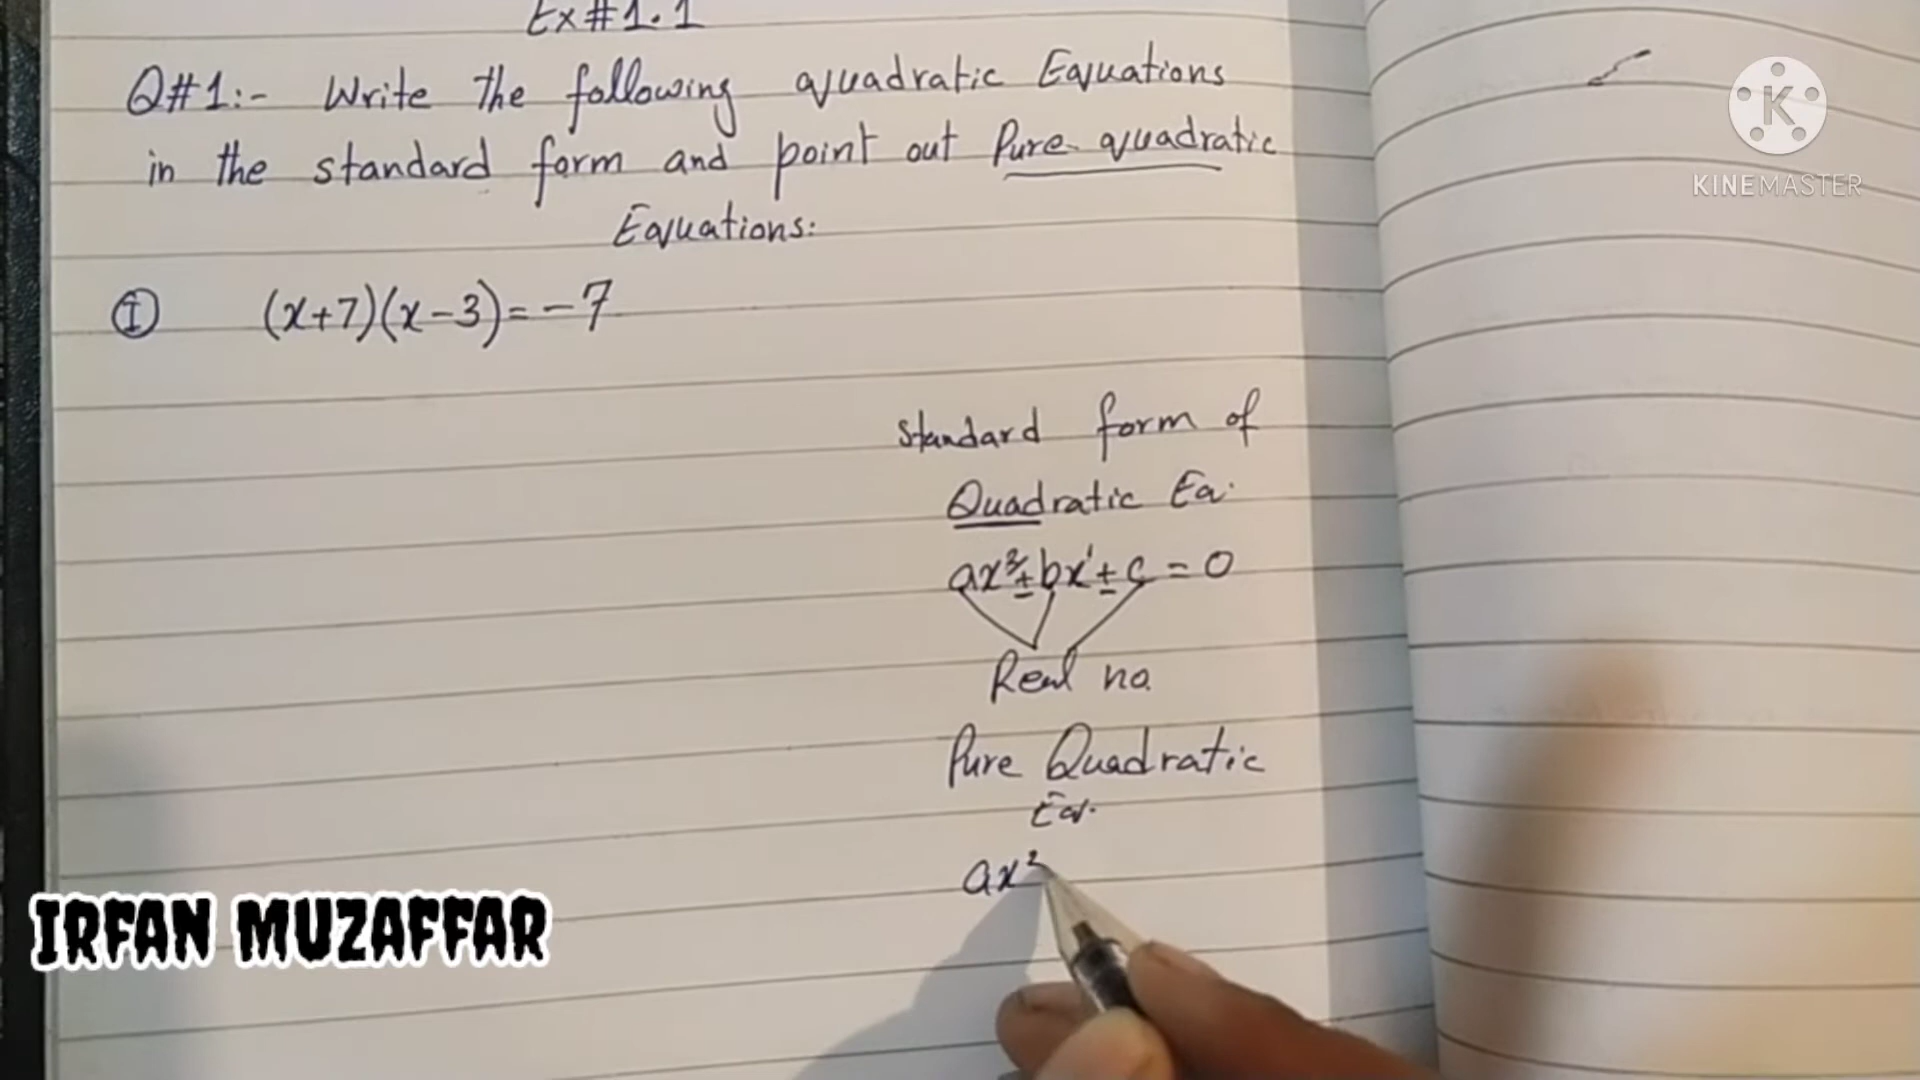 Ex#1.1
Q#1:- Write the following quadratic Equations
in the standard form and point out Pure quadratic
Equations:
KINEMASTER
Ⓘ (x+7)(x-3)=-7
standard form of
Quadratic Eq.
ax²+bx¹+c=0
Real no.
Pure Quadratic
Eq.
ax²
IRFAN MUZAFFAR